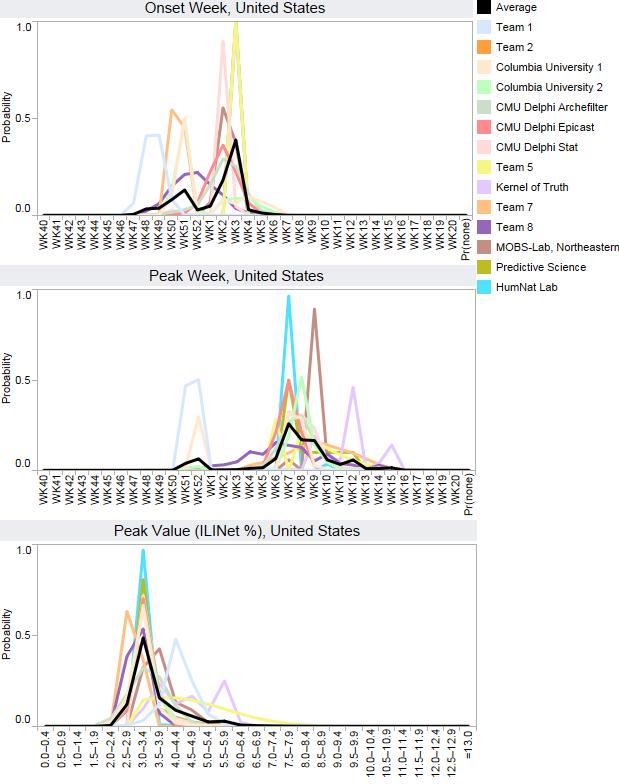 Onset Week, United States
1.0
0.5
0.0
Probability
WK40
WK41
WK42
WK43
WK44
WK45
WK46
WK47
WK48
WK49
WK50
WK51
WK52
WK1
WK2
WK3
WK4
WK5
WK6
WK7
WK8
WK9
WK10
WK11
WK12
WK13
WK14
WK15
WK16
WK17
WK18
WK19
WK20
Pr(none)
Average
Team 1
Team 2
Columbia University 1
Columbia University 2
CMU Delphi Archefilter
CMU Delphi Epicast
CMU Delphi Stat
Team 5
Kernel of Truth
Team 7
Team 8
MOBS-Lab, Northeastern
Predictive Science
HumNat Lab
Peak Week, United States
1.0
0.5
0.0
Probability
WK40
WK41
WK42
WK43
WK44
WK45
WK46
WK47
WK48
WK49
WK50
WK51
WK52
WK1
WK2
WK3
WK4
WK5
WK6
WK7
WK8
WK9
WK10
WK11
WK12
WK13
WK14
WK15
WK16
WK17
WK18
WK19
WK20
Pr(none)
Peak Value (ILINet %), United States
1.0
0.5
0.0
Probability
0.0–0.4
0.5–0.9
1.0–1.4
1.5–1.9
2.0–2.4
2.5–2.9
3.0–3.4
3.5–3.9
4.0–4.4
4.5–4.9
5.0–5.4
5.5–5.9
6.0–6.4
6.5–6.9
7.0–7.4
7.5–7.9
8.0–8.4
8.5–8.9
9.0–9.4
9.5–9.9
10.0–10.4
10.5–10.9
11.0–11.4
11.5–11.9
12.0–12.4
12.5–12.9
=13.0